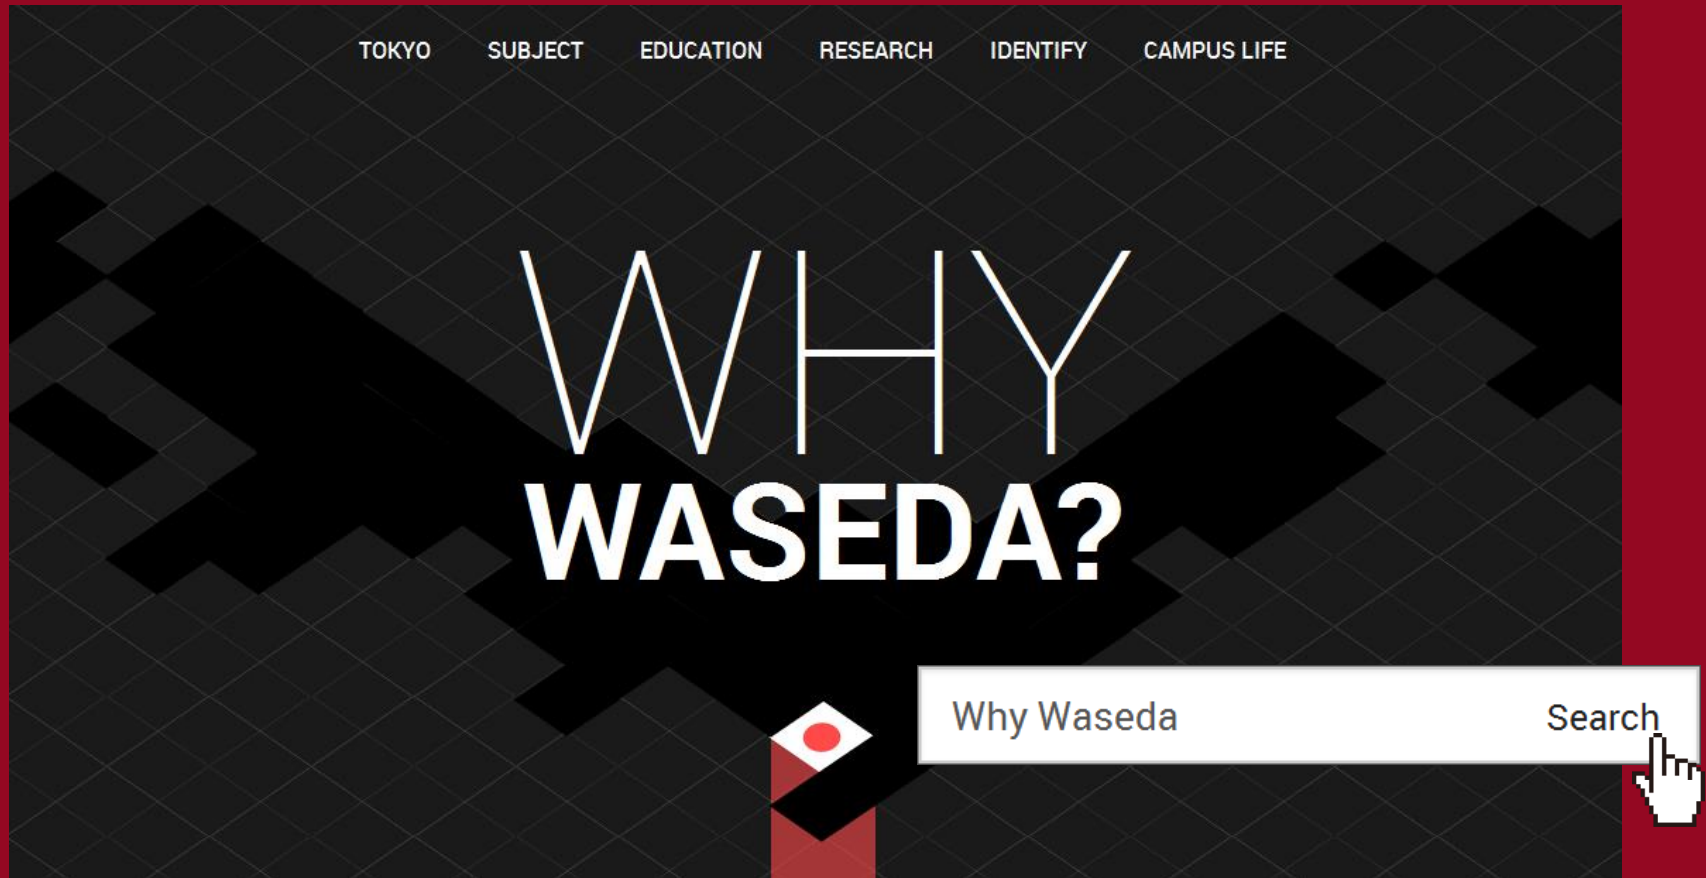 TOKYO SUBJECT EDUCATION RESEARCH IDENTIFY CAMPUS LIFE
WHY
WASEDA?
Why Waseda Search